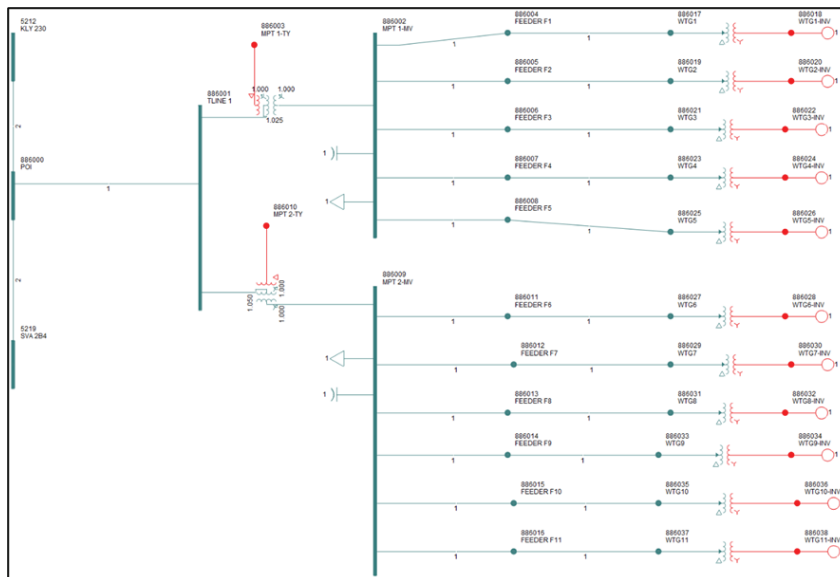 5212
KLY 230
886003
MPT 1-TY
886002
MPT 1-MV
886004
FEEDER F1
886017
WTG1
886018
WTG1-INV
1
1
1
886005
FEEDER F2
886019
WTG2
886020
WTG2-INV
1
1
1
886001
TLINE 1
1.000
1.000
1.025
886006
FEEDER F3
886021
WTG3
886022
WTG3-INV
1
1
1
2
886000
POI
1
1
886007
FEEDER F4
886023
WTG4
886024
WTG4-INV
1
1
1
1
886008
FEEDER F5
886025
WTG5
886026
WTG5-INV
1
1
1
886010
MPT 2-TY
2
1.050
1.000
1.000
886009
MPT 2-MV
886011
FEEDER F6
886027
WTG6
886028
WTG6-INV
1
1
1
5219
SVA 2B4
1
886012
FEEDER F7
886029
WTG7
886030
WTG7-INV
1
1
1
1
886013
FEEDER F8
886031
WTG8
886032
WTG8-INV
1
1
1
886014
FEEDER F9
886033
WTG9
886034
WTG9-INV
1
1
1
886015
FEEDER F10
886035
WTG10
886036
WTG10-INV
1
1
886016
FEEDER F11
886037
WTG11
886038
WTG11-INV
1
1